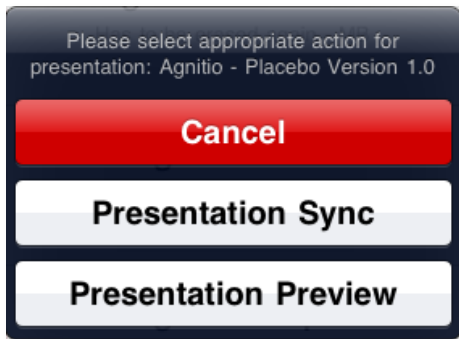 Please select appropriate action for
presentation: Agnitio - Placebo Version 1.0
Cancel
Presentation Sync
Presentation Preview